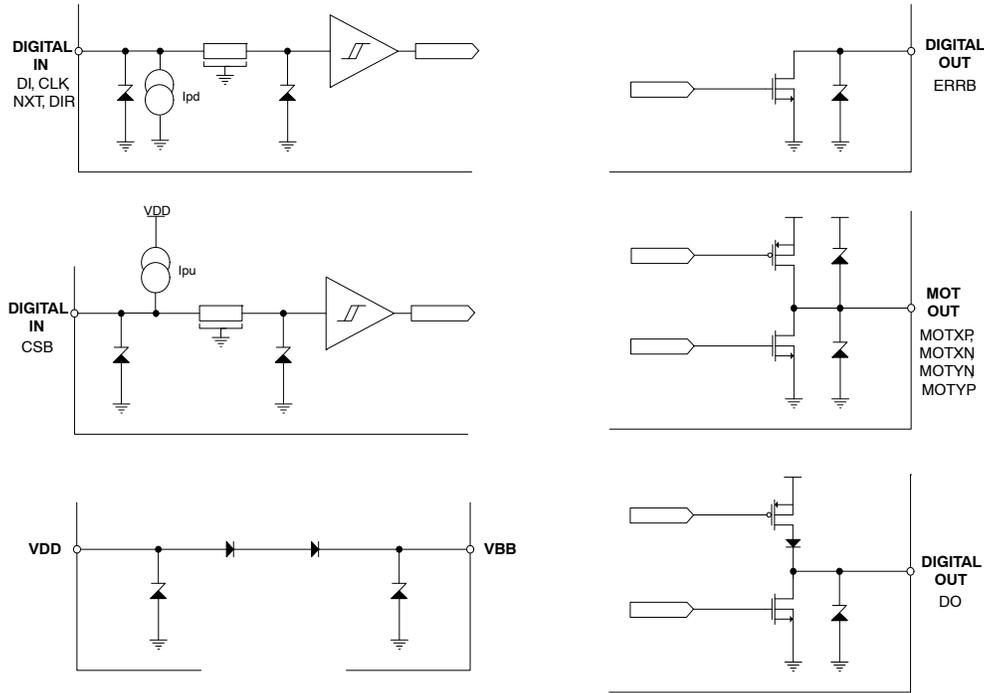 DIGITAL
IN
DI, CLK,
NXT, DIR
Ipd
DIGITAL
OUT
ERRB
VDD
Ipu
DIGITAL
IN
CSB
MOT
OUT
MOTXP,
MOTXN,
MOTYN,
MOTYP
VDD
VBB
DIGITAL
OUT
DO